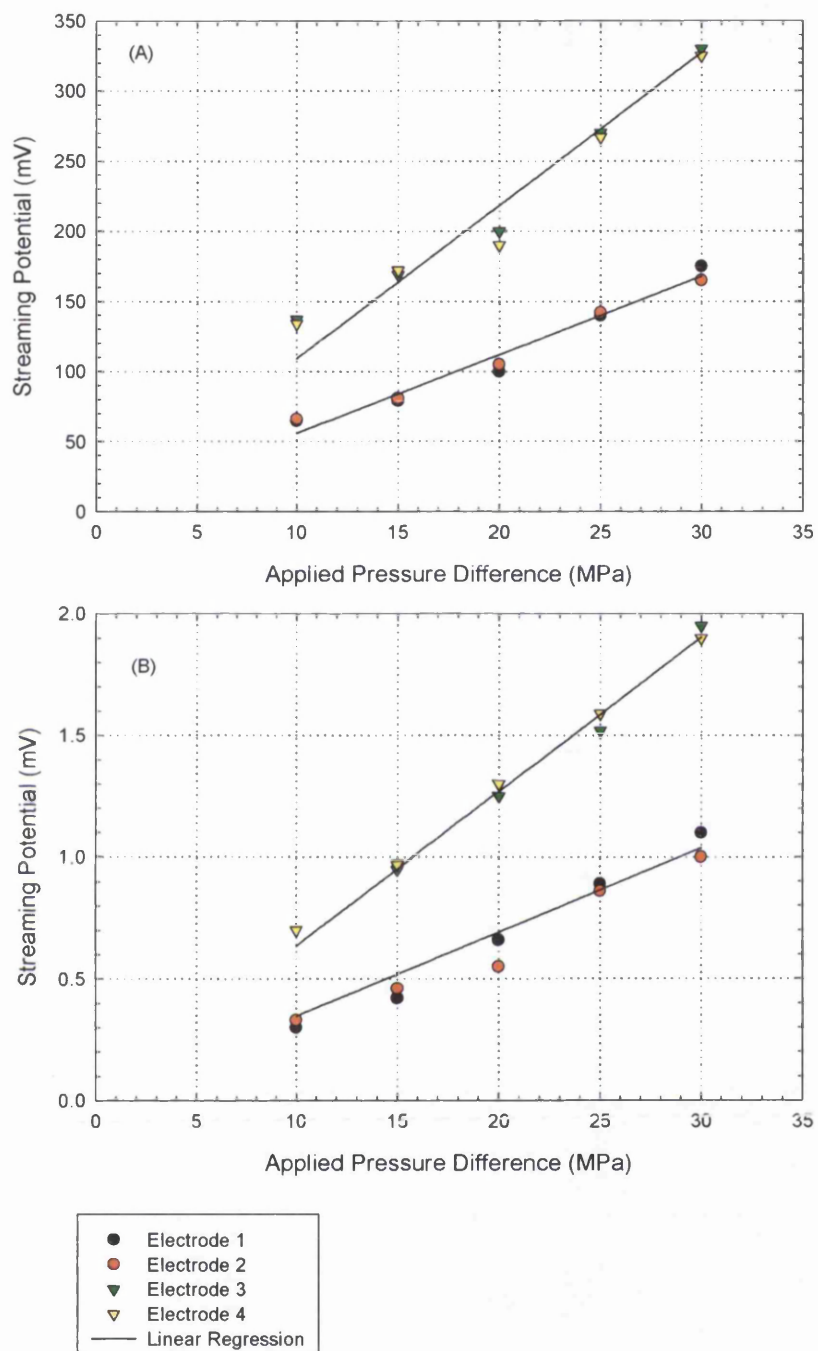 350
300
250
200
150
100
50
0
(A)
Streaming Potential (mV)
0 5 10 15 20 25 30 35
Applied Pressure Difference (MPa)
2.0
1.5
1.0
0.5
0.0
(B)
Streaming Potential (mV)
0 5 10 15 20 25 30 35
Applied Pressure Difference (MPa)
Electrode 1
Electrode 2
Electrode 3
Electrode 4
Linear Regression